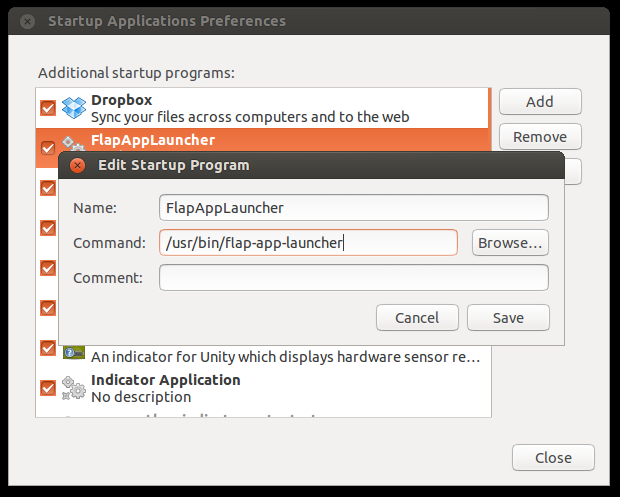 Startup Applications Preferences
Additional startup programs:
Dropbox
Sync your files across computers and to the web
Add
FlapAppLauncher
Remove
Edit Startup Program
Name:
FlapAppLauncher
Command:
/usr/bin/flap-app-launcher
Browse...
Comment:
Cancel
Save
An indicator for Unity which displays hardware sensor re...
Indicator Application
No description
Close